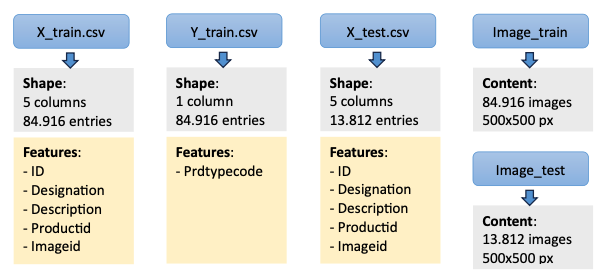 X_train.csv
Shape:
5 columns
84.916 entries
Features:
- ID
- Designation
- Description
- Productid
- Imageid
Y_train.csv
Shape:
1 column
84.916 entries
Features:
- Prdtypecode
X_test.csv
Shape:
5 columns
13.812 entries
Features:
- ID
- Designation
- Description
- Productid
- Imageid
Image_train
Content:
84.916 images
500x500 px
Image_test
Content:
13.812 images
500x500 px